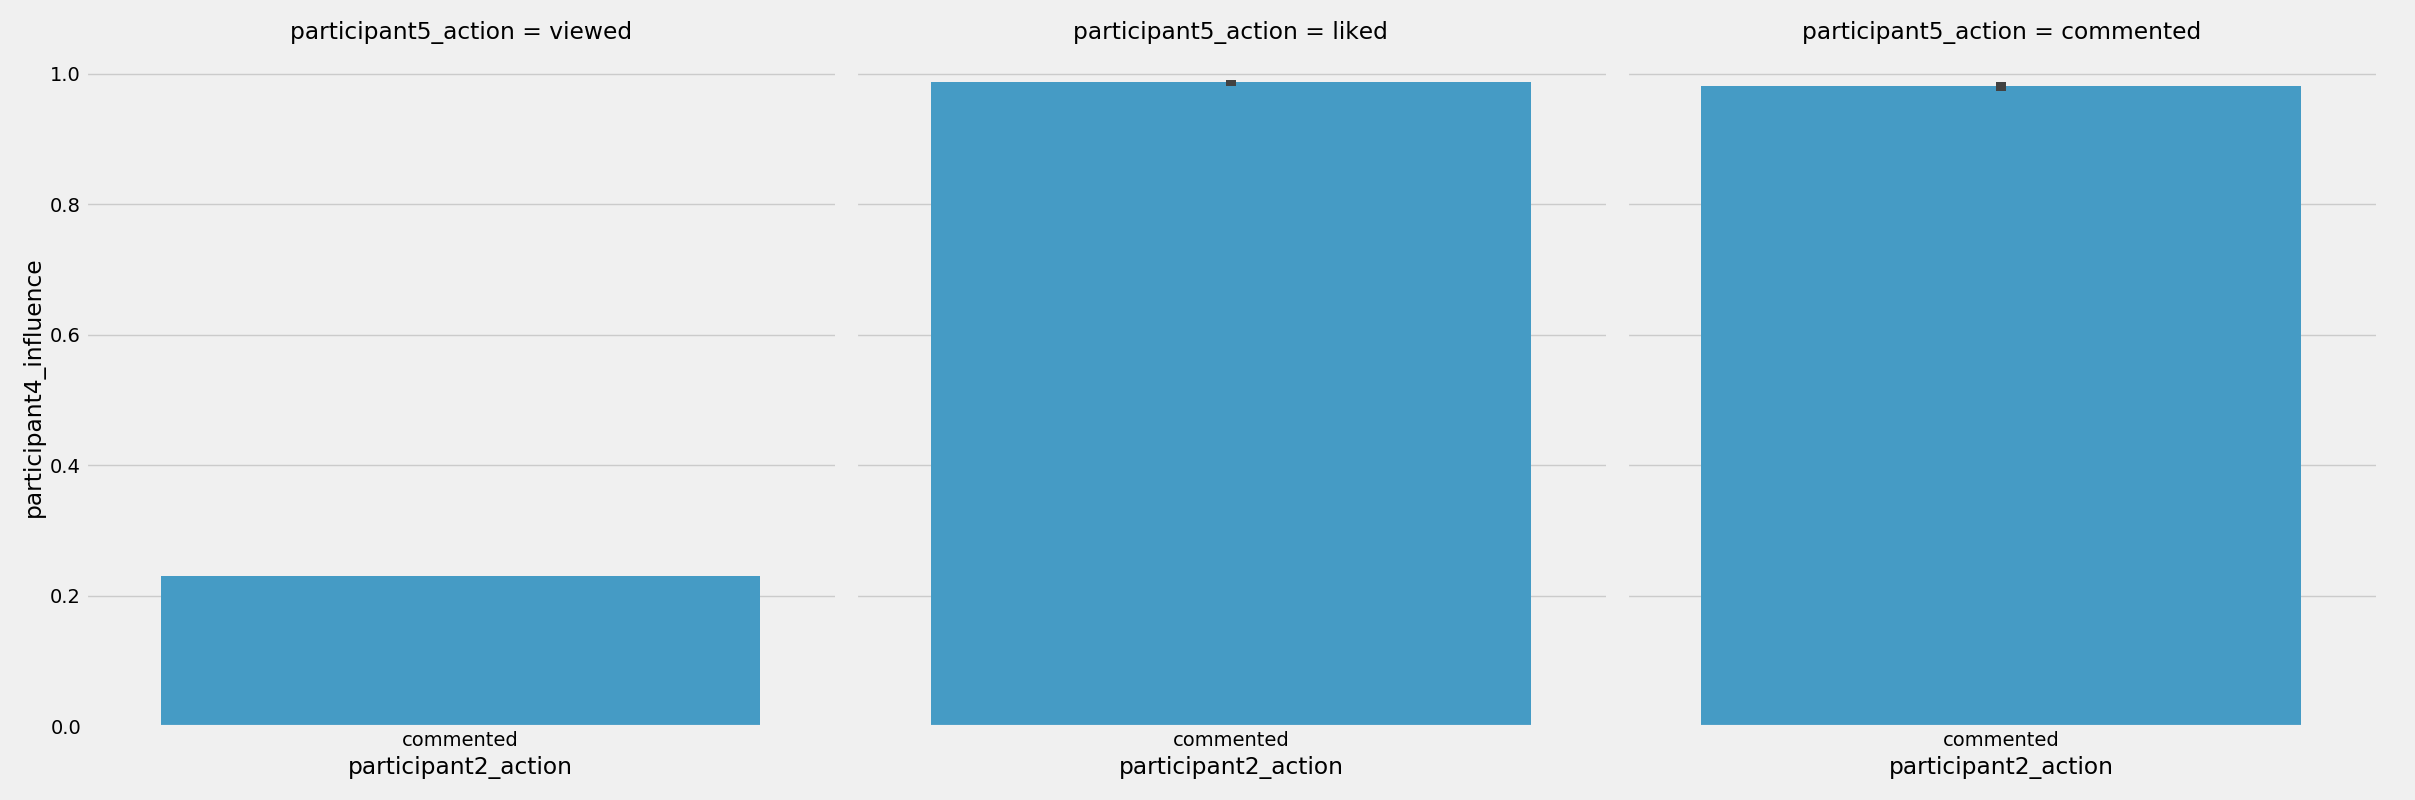 participant5_action = viewed
participant5_action = liked
participant5_action = commented
participant4_influence
1.0
0.8
0.6
0.4
0.2
0.0
commented
commented
commented
participant2_action
participant2_action
participant2_action